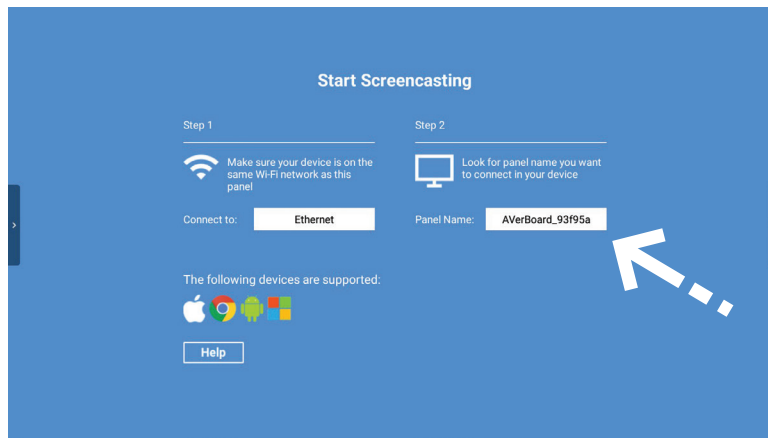 Start Screencasting
Step 1
Make sure your device is on the
same Wi-Fi network as this
panel
Connect to: Ethernet
Step 2
Look for panel name you want
to connect in your device
Panel Name: AVerBoard_93f95a
The following devices are supported:
Help